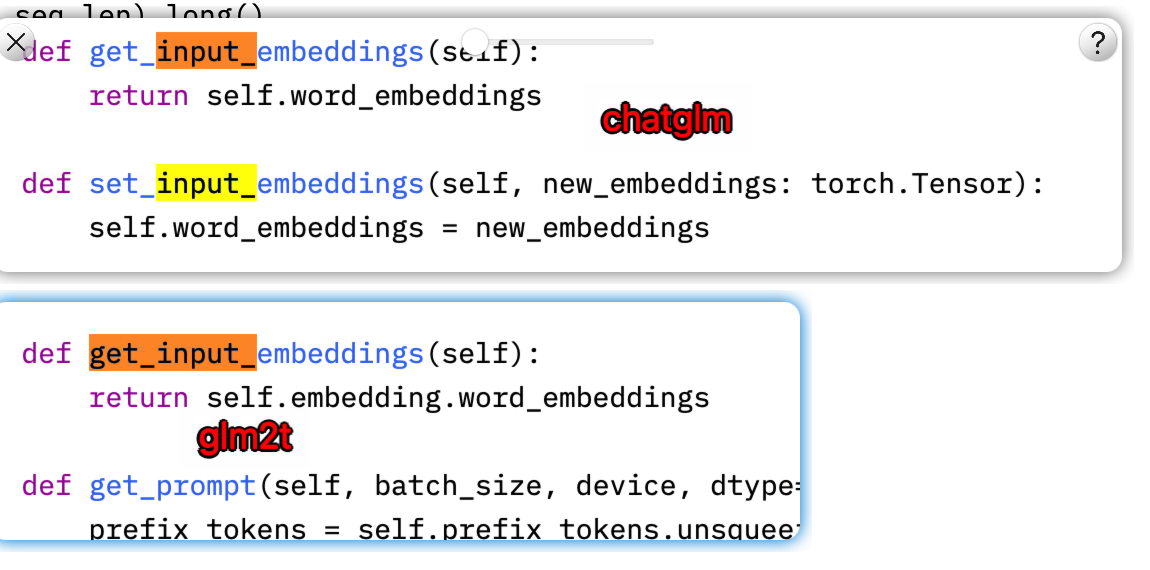 seq_len) long()
def get_input_embeddings(self):
?
return self.word_embeddings
chatglm
def set_input_embeddings(self, new_embeddings: torch.Tensor):
self.word_embeddings = new_embeddings
def get_input_embeddings(self):
return self.embedding.word_embeddings
glm2t
def get_prompt(self, batch_size, device, dtype=
prefix_tokens = self.prefix_tokens.unsquee